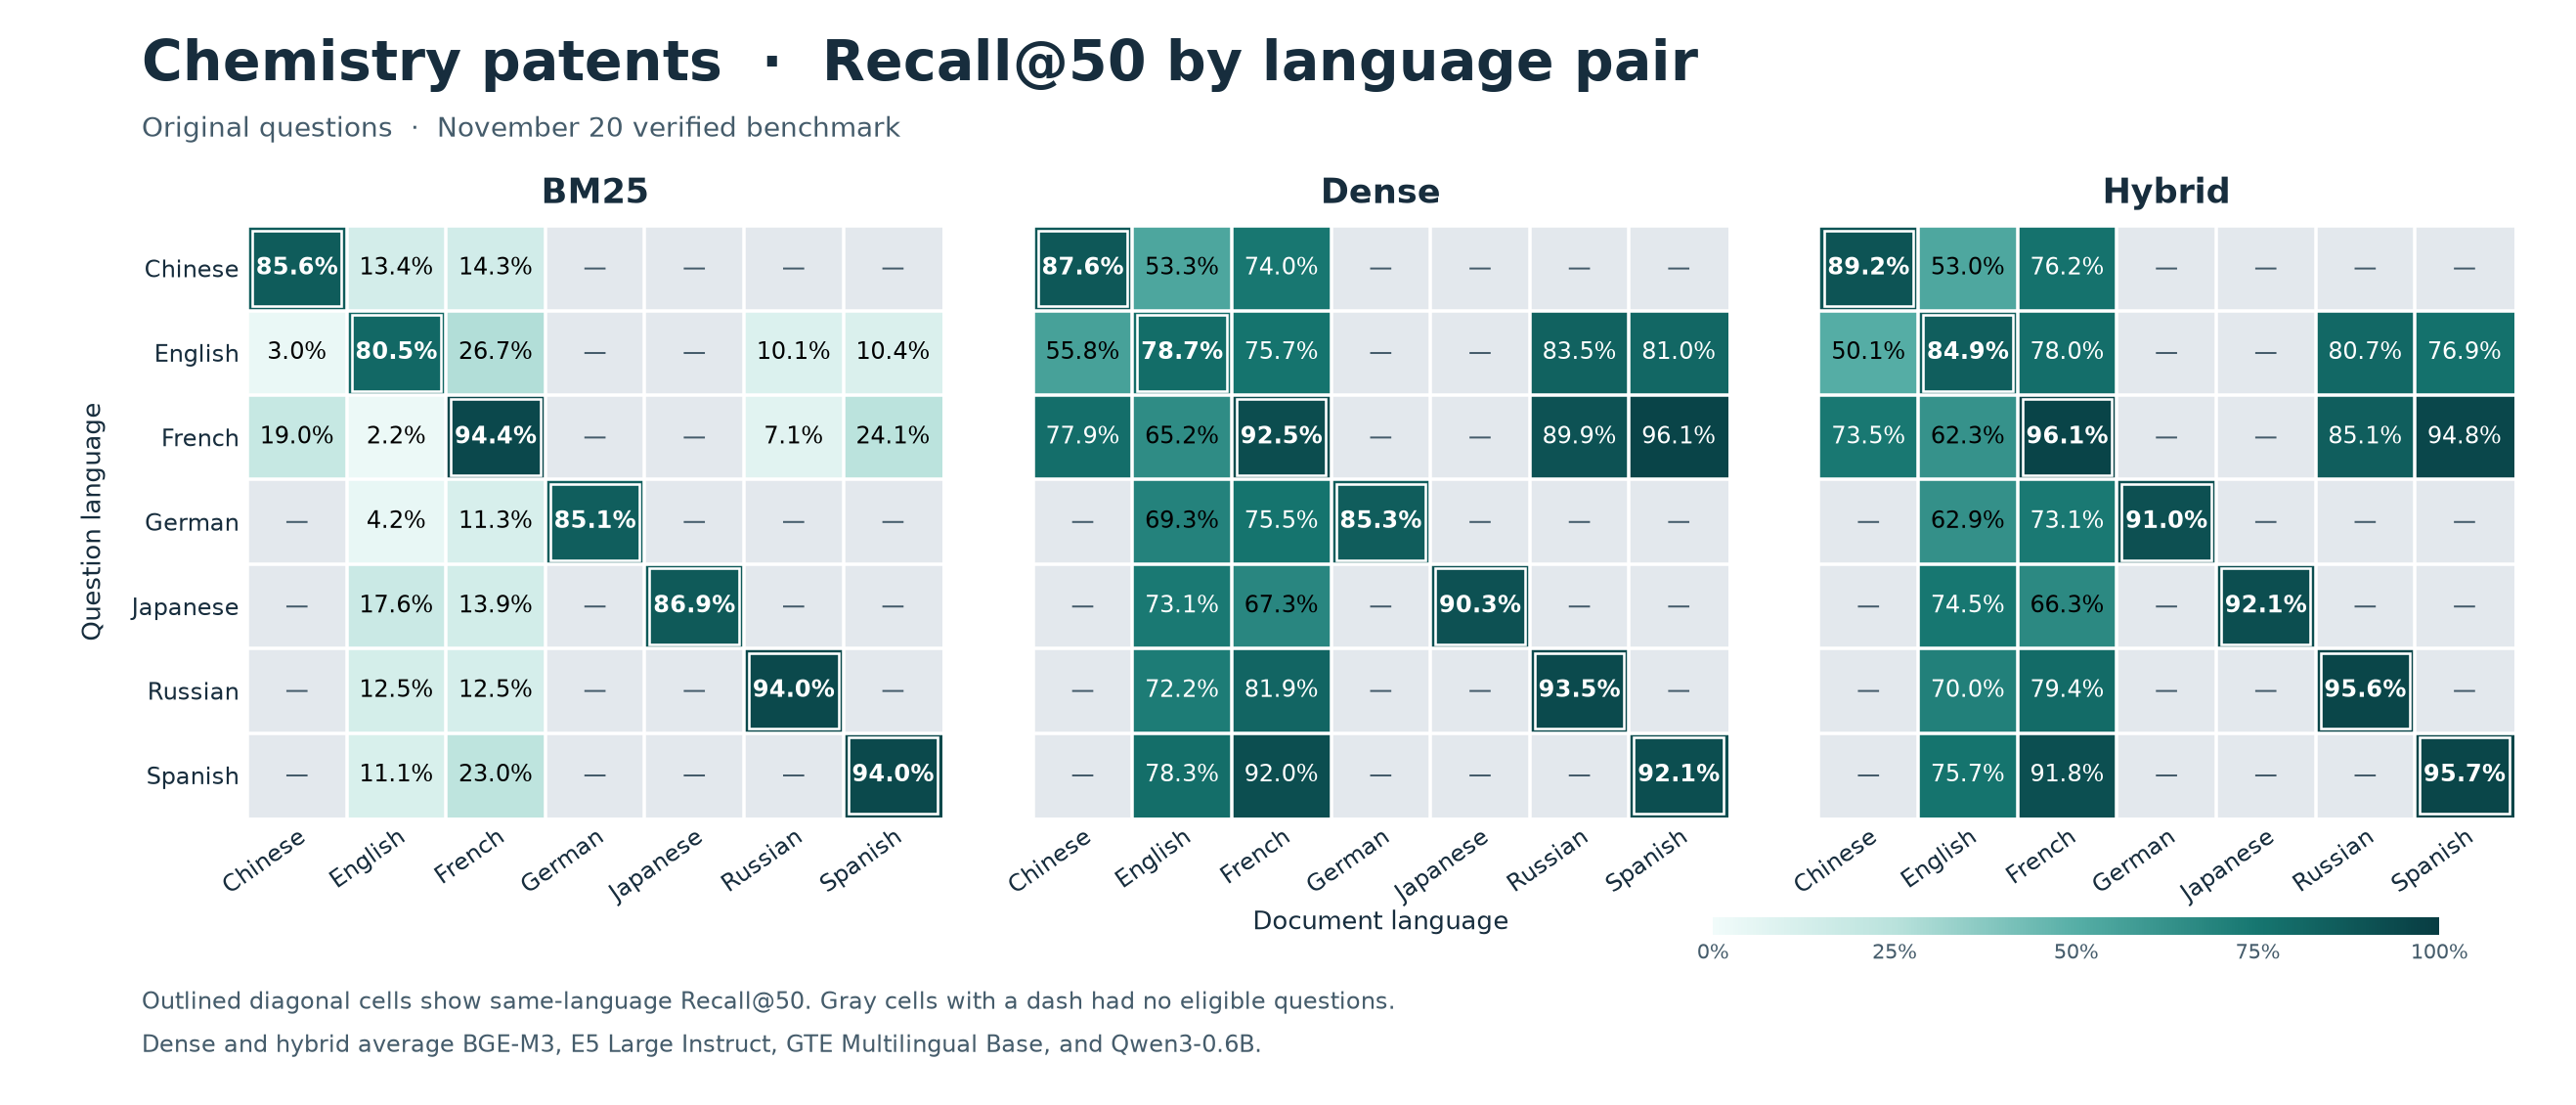 Chemistry patents · Recall@50 by language pair
Original questions · November 20 verified benchmark
BM25 Dense Hybrid
Question language
Chinese 85.6% 13.4% 14.3% — — — — 87.6% 53.3% 74.0% — — — — 89.2% 53.0% 76.2% — — — —
English 3.0% 80.5% 26.7% — — 10.1% 10.4% 55.8% 78.7% 75.7% — — 83.5% 81.0% 50.1% 84.9% 78.0% — — 80.7% 76.9%
French 19.0% 2.2% 94.4% — — 7.1% 24.1% 77.9% 65.2% 92.5% — — 89.9% 96.1% 73.5% 62.3% 96.1% — — 85.1% 94.8%
German — 4.2% 11.3% 85.1% — — — — 69.3% 75.5% 85.3% — — — — 62.9% 73.1% 91.0% — — —
Japanese — 17.6% 13.9% — 86.9% — — — 73.1% 67.3% — 90.3% — — — 74.5% 66.3% — 92.1% — —
Russian — 12.5% 12.5% — — 94.0% — — 72.2% 81.9% — — 93.5% — — 70.0% 79.4% — — 95.6% —
Spanish — 11.1% 23.0% — — — 94.0% — 78.3% 92.0% — — — 92.1% — 75.7% 91.8% — — — 95.7%
Chinese English French German Japanese Russian Spanish Chinese English French German Japanese Russian Spanish Chinese English French German Japanese Russian Spanish
Document language
0% 25% 50% 75% 100%
Outlined diagonal cells show same-language Recall@50. Gray cells with a dash had no eligible questions.
Dense and hybrid average BGE-M3, E5 Large Instruct, GTE Multilingual Base, and Qwen3-0.6B.